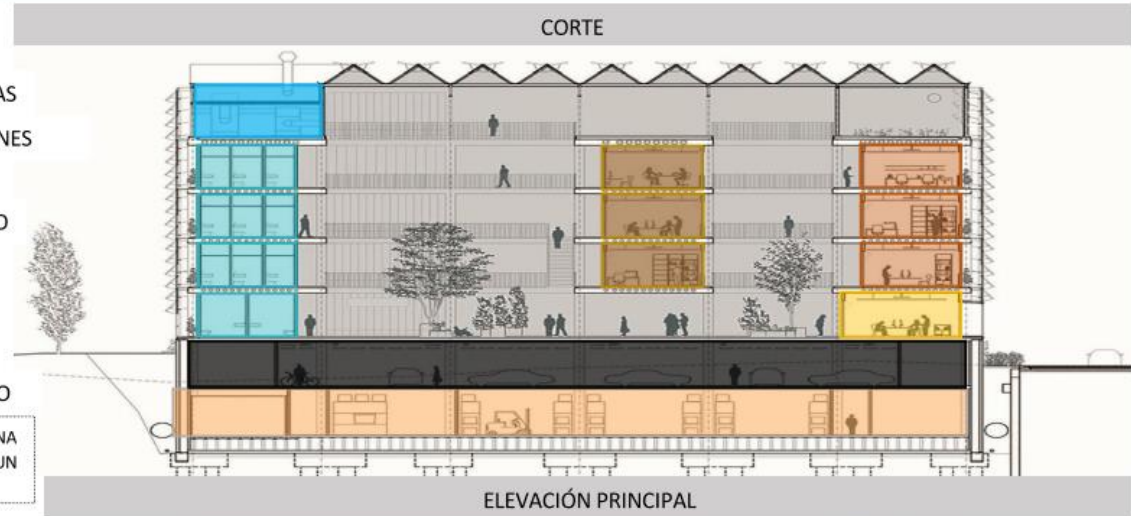 CORTE
AS
NES
O
O
NA
UN
ELEVACIÓN PRINCIPAL